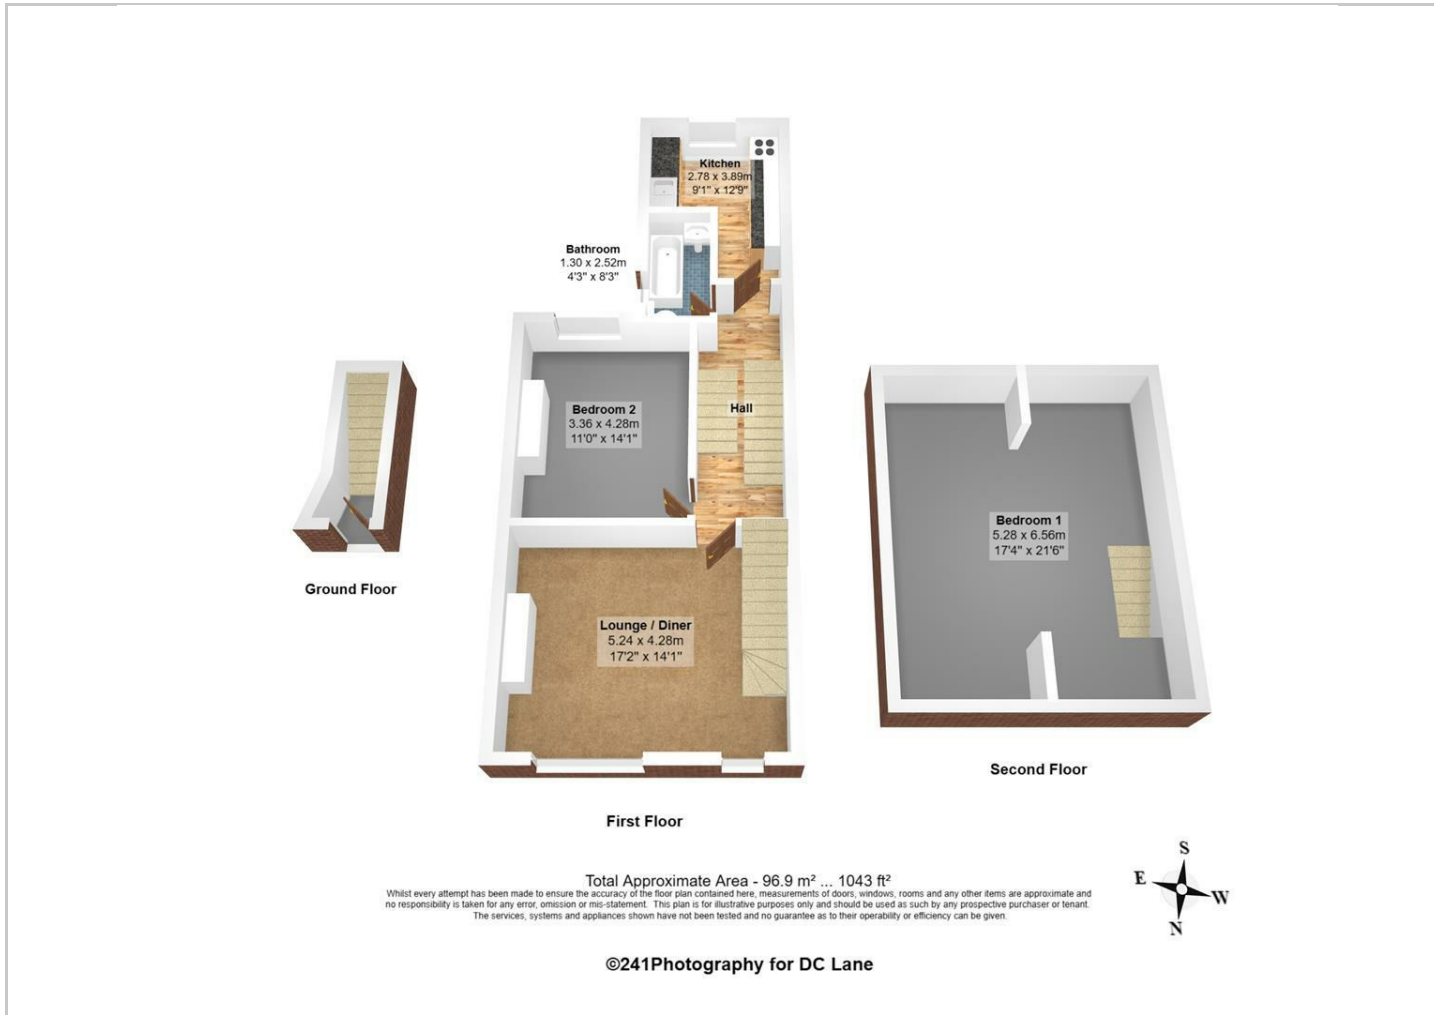 Kitchen
2.78 x 3.89m
9'1" x 12'9"
Bathroom
1.30 x 2.52m
4'3" x 8'3"
Bedroom 2
3.36 x 4.28m
11'0" x 14'1"
Hall
Bedroom 1
5.28 x 6.56m
17'4" x 21'6"
Ground Floor
Lounge / Diner
5.24 x 4.28m
17'2" x 14'1"
Second Floor
First Floor
S
E
W
N
Total Approximate Area - 96.9 m² ... 1043 ft²
Whilst every attempt has been made to ensure the accuracy of the floor plan contained here, measurements of doors, windows, rooms and any other items are approximate and
no responsibility is taken for any error, omission or mis-statement. This plan is for illustrative purposes only and should be used as such by any prospective purchaser or tenant.
The services, systems and appliances shown have not been tested and no guarantee as to their operability or efficiency can be given.
©241Photography for DC Lane